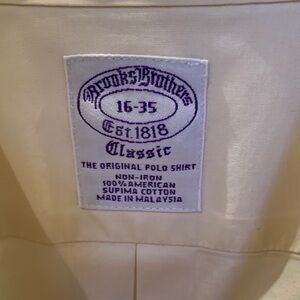 Brooks Brothers
16-35
Est. 1818
Classic
THE ORIGINAL POLO SHIRT
NON-IRON
100% AMERICAN
SUPIMA COTTON
MADE IN MALAYSIA